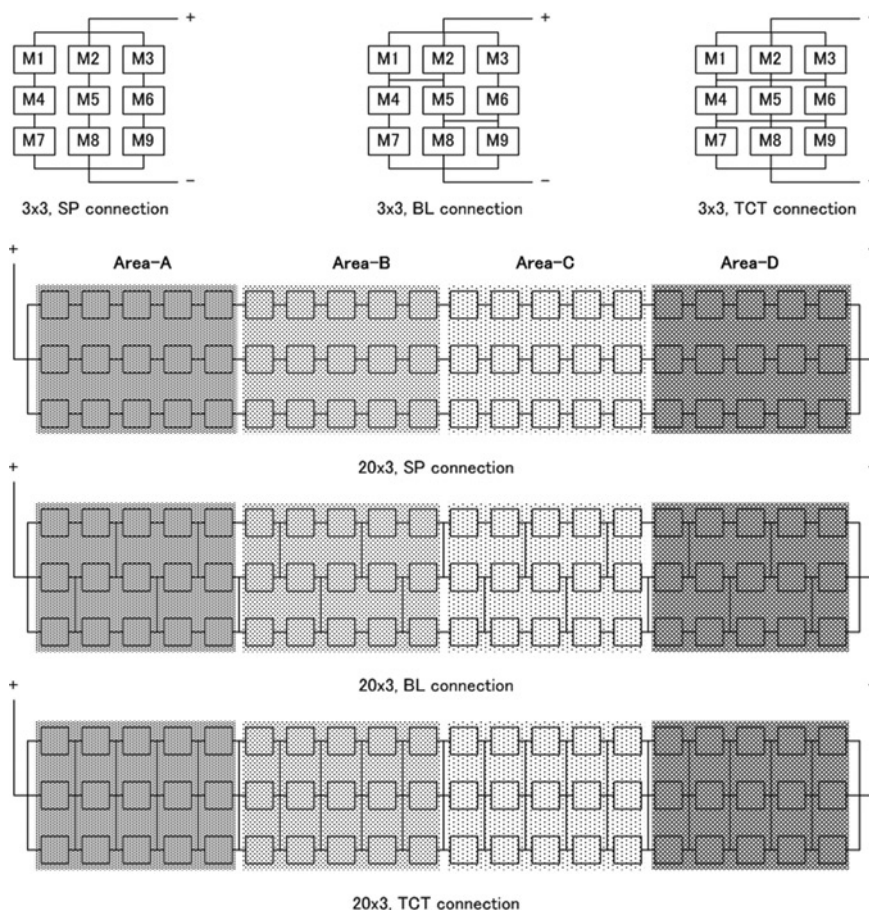 + + +
M1 M2 M3 M1 M2 M3 M1 M2 M3
M4 M5 M6 M4 M5 M6 M4 M5 M6
M7 M8 M9 M7 M8 M9 M7 M8 M9
− − −
3x3, SP connection 3x3, BL connection 3x3, TCT connection
+
Area-A Area-B Area-C Area-D
20x3, SP connection
+
20x3, BL connection
+
20x3, TCT connection